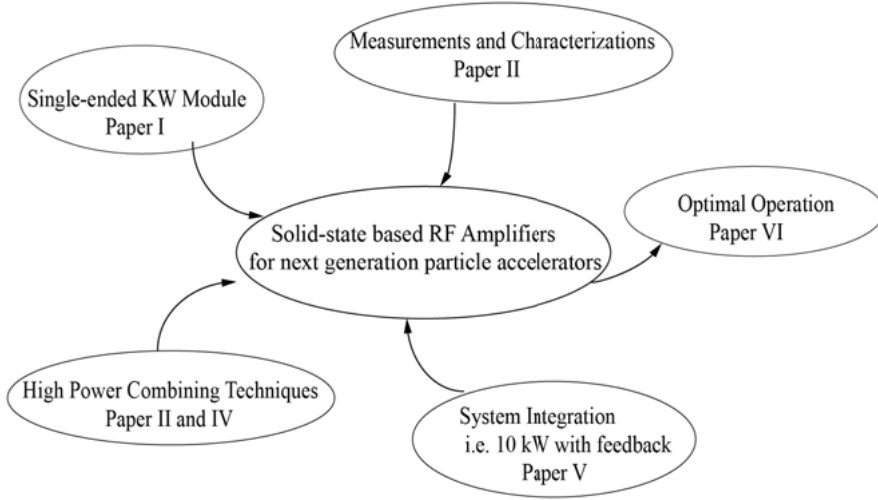 Measurements and Characterizations
Paper II
Single-ended KW Module
Paper I
Optimal Operation
Paper VI
Solid-state based RF Amplifiers
for next generation particle accelerators
High Power Combining Techniques
Paper II and IV
System Integration
i.e. 10 kW with feedback
Paper V